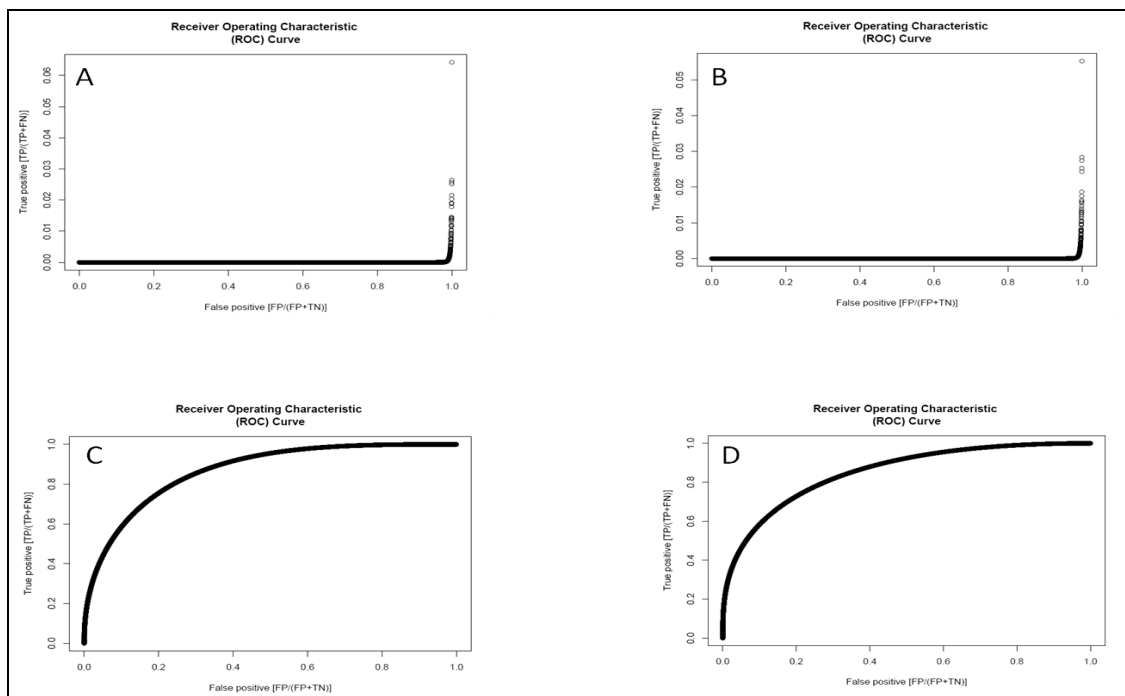 Receiver Operating Characteristic
(ROC) Curve
A
True positive [TP/(TP+FN)]
0.06
0.05
0.04
0.03
0.02
0.01
0.00
0.0 0.2 0.4 0.6 0.8 1.0
False positive [FP/(FP+TN)]
Receiver Operating Characteristic
(ROC) Curve
B
True positive [TP/(TP+FN)]
0.05
0.04
0.03
0.02
0.01
0.00
0.0 0.2 0.4 0.6 0.8 1.0
False positive [FP/(FP+TN)]
Receiver Operating Characteristic
(ROC) Curve
C
True positive [TP/(TP+FN)]
1.0
0.8
0.6
0.4
0.2
0.0
0.0 0.2 0.4 0.6 0.8 1.0
False positive [FP/(FP+TN)]
Receiver Operating Characteristic
(ROC) Curve
D
True positive [TP/(TP+FN)]
1.0
0.8
0.6
0.4
0.2
0.0
0.0 0.2 0.4 0.6 0.8 1.0
False positive [FP/(FP+TN)]